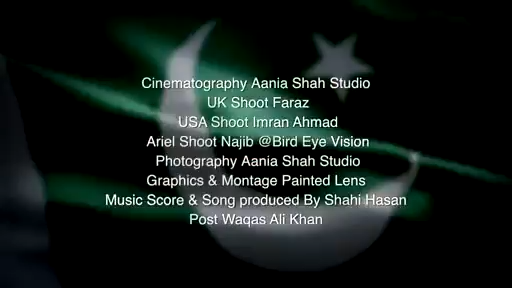 Cinematography Aania Shah Studio
UK Shoot Faraz
USA Shoot Imran Ahmad
Ariel Shoot Najib @Bird Eye Vision
Photography Aania Shah Studio
Graphics & Montage Painted Lens
Music Score & Song produced By Shahi Hasan
Post Waqas Ali Khan